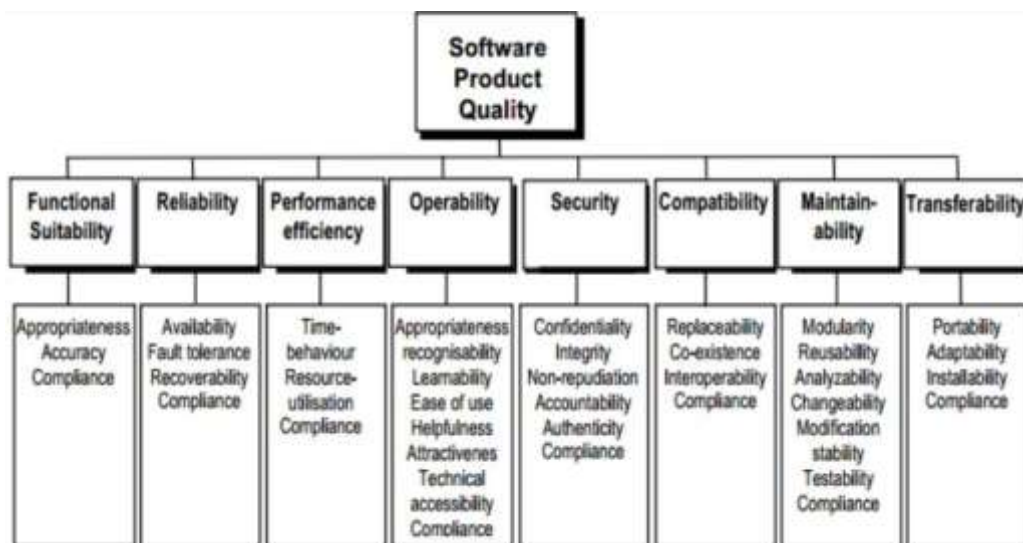 Software
Product
Quality
Functional
Suitability
Reliability
Performance
efficiency
Operability
Security
Compatibility
Maintain-
ability
Transferability
Appropriateness
Accuracy
Compliance
Availability
Fault tolerance
Recoverability
Compliance
Time-
behaviour
Resource-
utilisation
Compliance
Appropriateness
recognisability
Learnability
Ease of use
Helpfulness
Attractivenes
Technical
accessibility
Compliance
Confidentiality
Integrity
Non-repudiation
Accountability
Authenticity
Compliance
Replaceability
Co-existence
Interoperability
Compliance
Modularity
Reusability
Analyzability
Changeability
Modification
stability
Testability
Compliance
Portability
Adaptability
Installability
Compliance